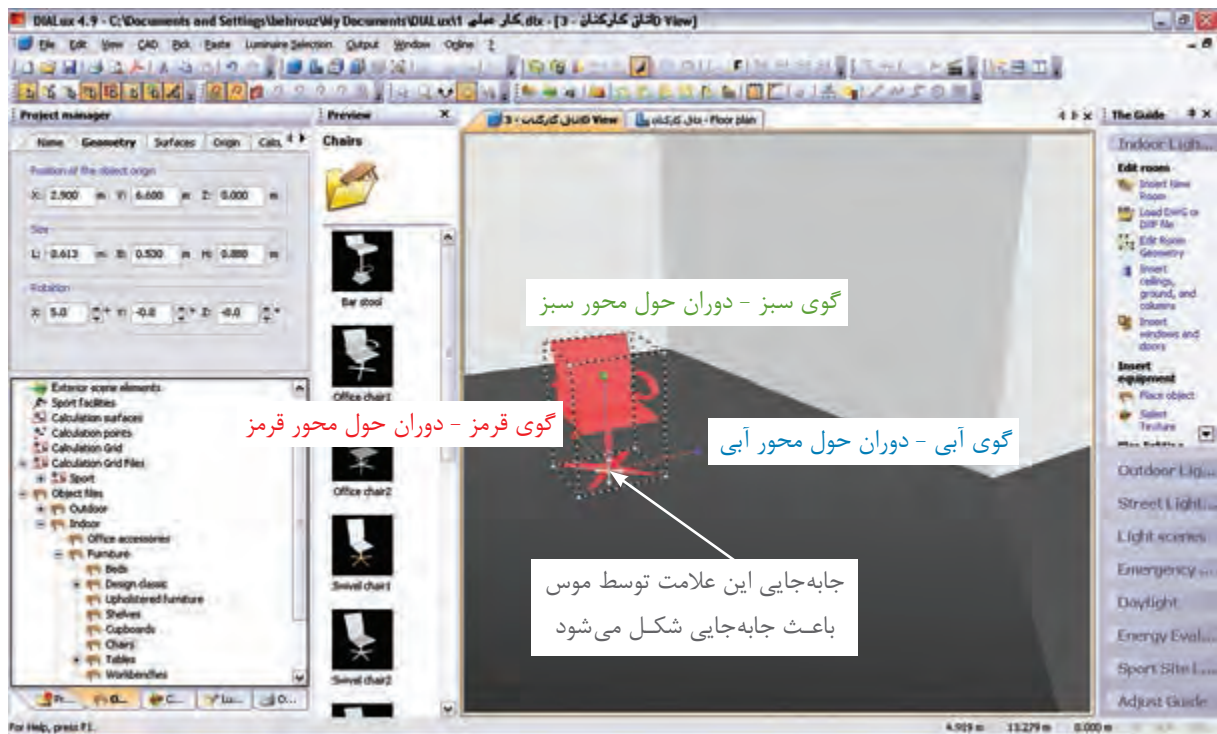 DIALux 4.9 - C:\Documents and Settings\behrouz\My Documents\DIALux\1 کار عملی.dlx - [3 - اتاق کارکنان View]
File Edit View CAD Edit Paste Luminaire Selection Output Window Online ?
Project manager
Name Geometry Surfaces Origin Calc.
Position of the object origin
X: 2.900 m Y: 6.600 m Z: 0.000 m
Size
L: 0.613 m B: 0.530 m H: 0.880 m
Rotation
X: 5.0 ° Y: -0.0 ° Z: -0.0 °
Exterior scene elements
Sport facilities
Calculation surfaces
Calculation points
Calculation Grid
Calculation Grid Files
Sport
Object files
Outdoor
Indoor
Office accessories
Furniture
Beds
Design classic
Upholstered furniture
Shelves
Cupboards
Chairs
Tables
Workbenches
Pr... O... C... Lu... O...
For Help, press F1.
Preview
Chairs
Bar stool
Office chair1
Office chair2
Swivel chair1
Swivel chair2
Floor plan
گوی سبز - دوران حول محور سبز
گوی قرمز - دوران حول محور قرمز
گوی آبی - دوران حول محور آبی
جابه‌جایی این علامت توسط موس
باعث جابه‌جایی شکل می‌شود
The Guide
Indoor Ligh...
Edit room
Insert New
Room
Load DWG or
DXF file
Edit Room
Geometry
Insert
ceilings,
ground, and
columns
Insert
windows and
doors
Insert
equipment
Place object
Select
Texture
Outdoor Lig...
Street Light...
Light scenes
Emergency ...
Daylight
Energy Eval...
Sport Site L...
Adjust Guide
4.919 m 13.279 m 0.000 m